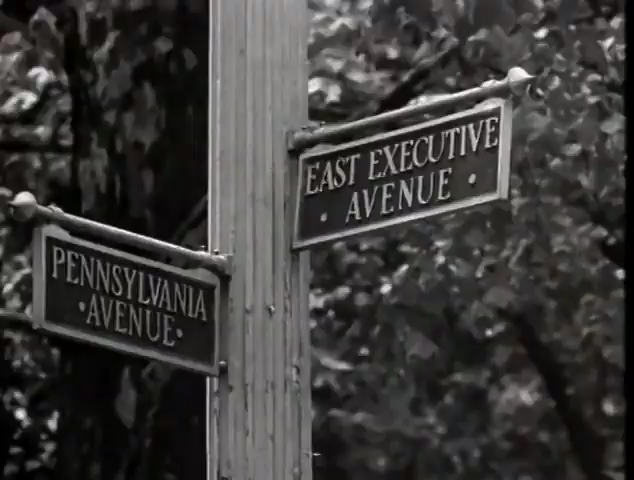 PENNSYLVANIA
•AVENUE•
EAST EXECUTIVE
• AVENUE •